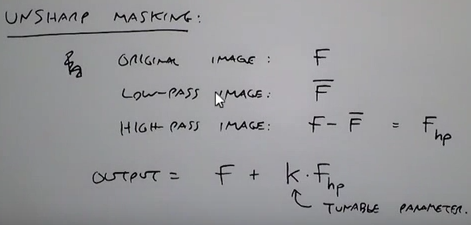 UNSHARP MASKING:
ORIGINAL IMAGE: F
LOW-PASS IMAGE: F̅
HIGH-PASS IMAGE: F - F̅ = F_hp
OUTPUT = F + k · F_hp
TUNABLE PARAMETER.